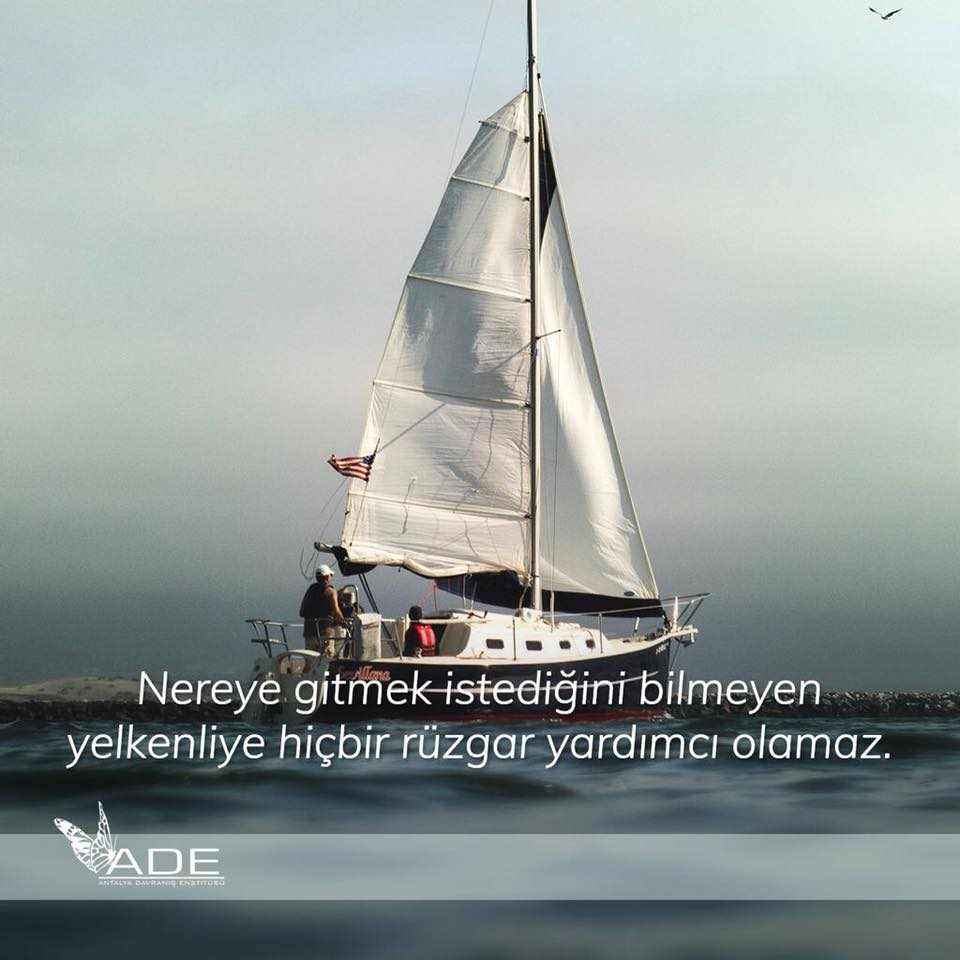 Nereye gitmek istediğini bilmeyen
yelkenliye hiçbir rüzgar yardımcı olamaz.
ADE
ANTALYA DAVRANIŞ ENSTİTÜSÜ